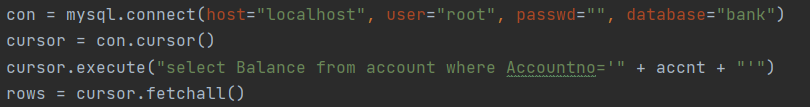 con = mysql.connect(host="localhost", user="root", passwd="", database="bank")
cursor = con.cursor()
cursor.execute("select Balance from account where Accountno='" + accnt + "'")
rows = cursor.fetchall()